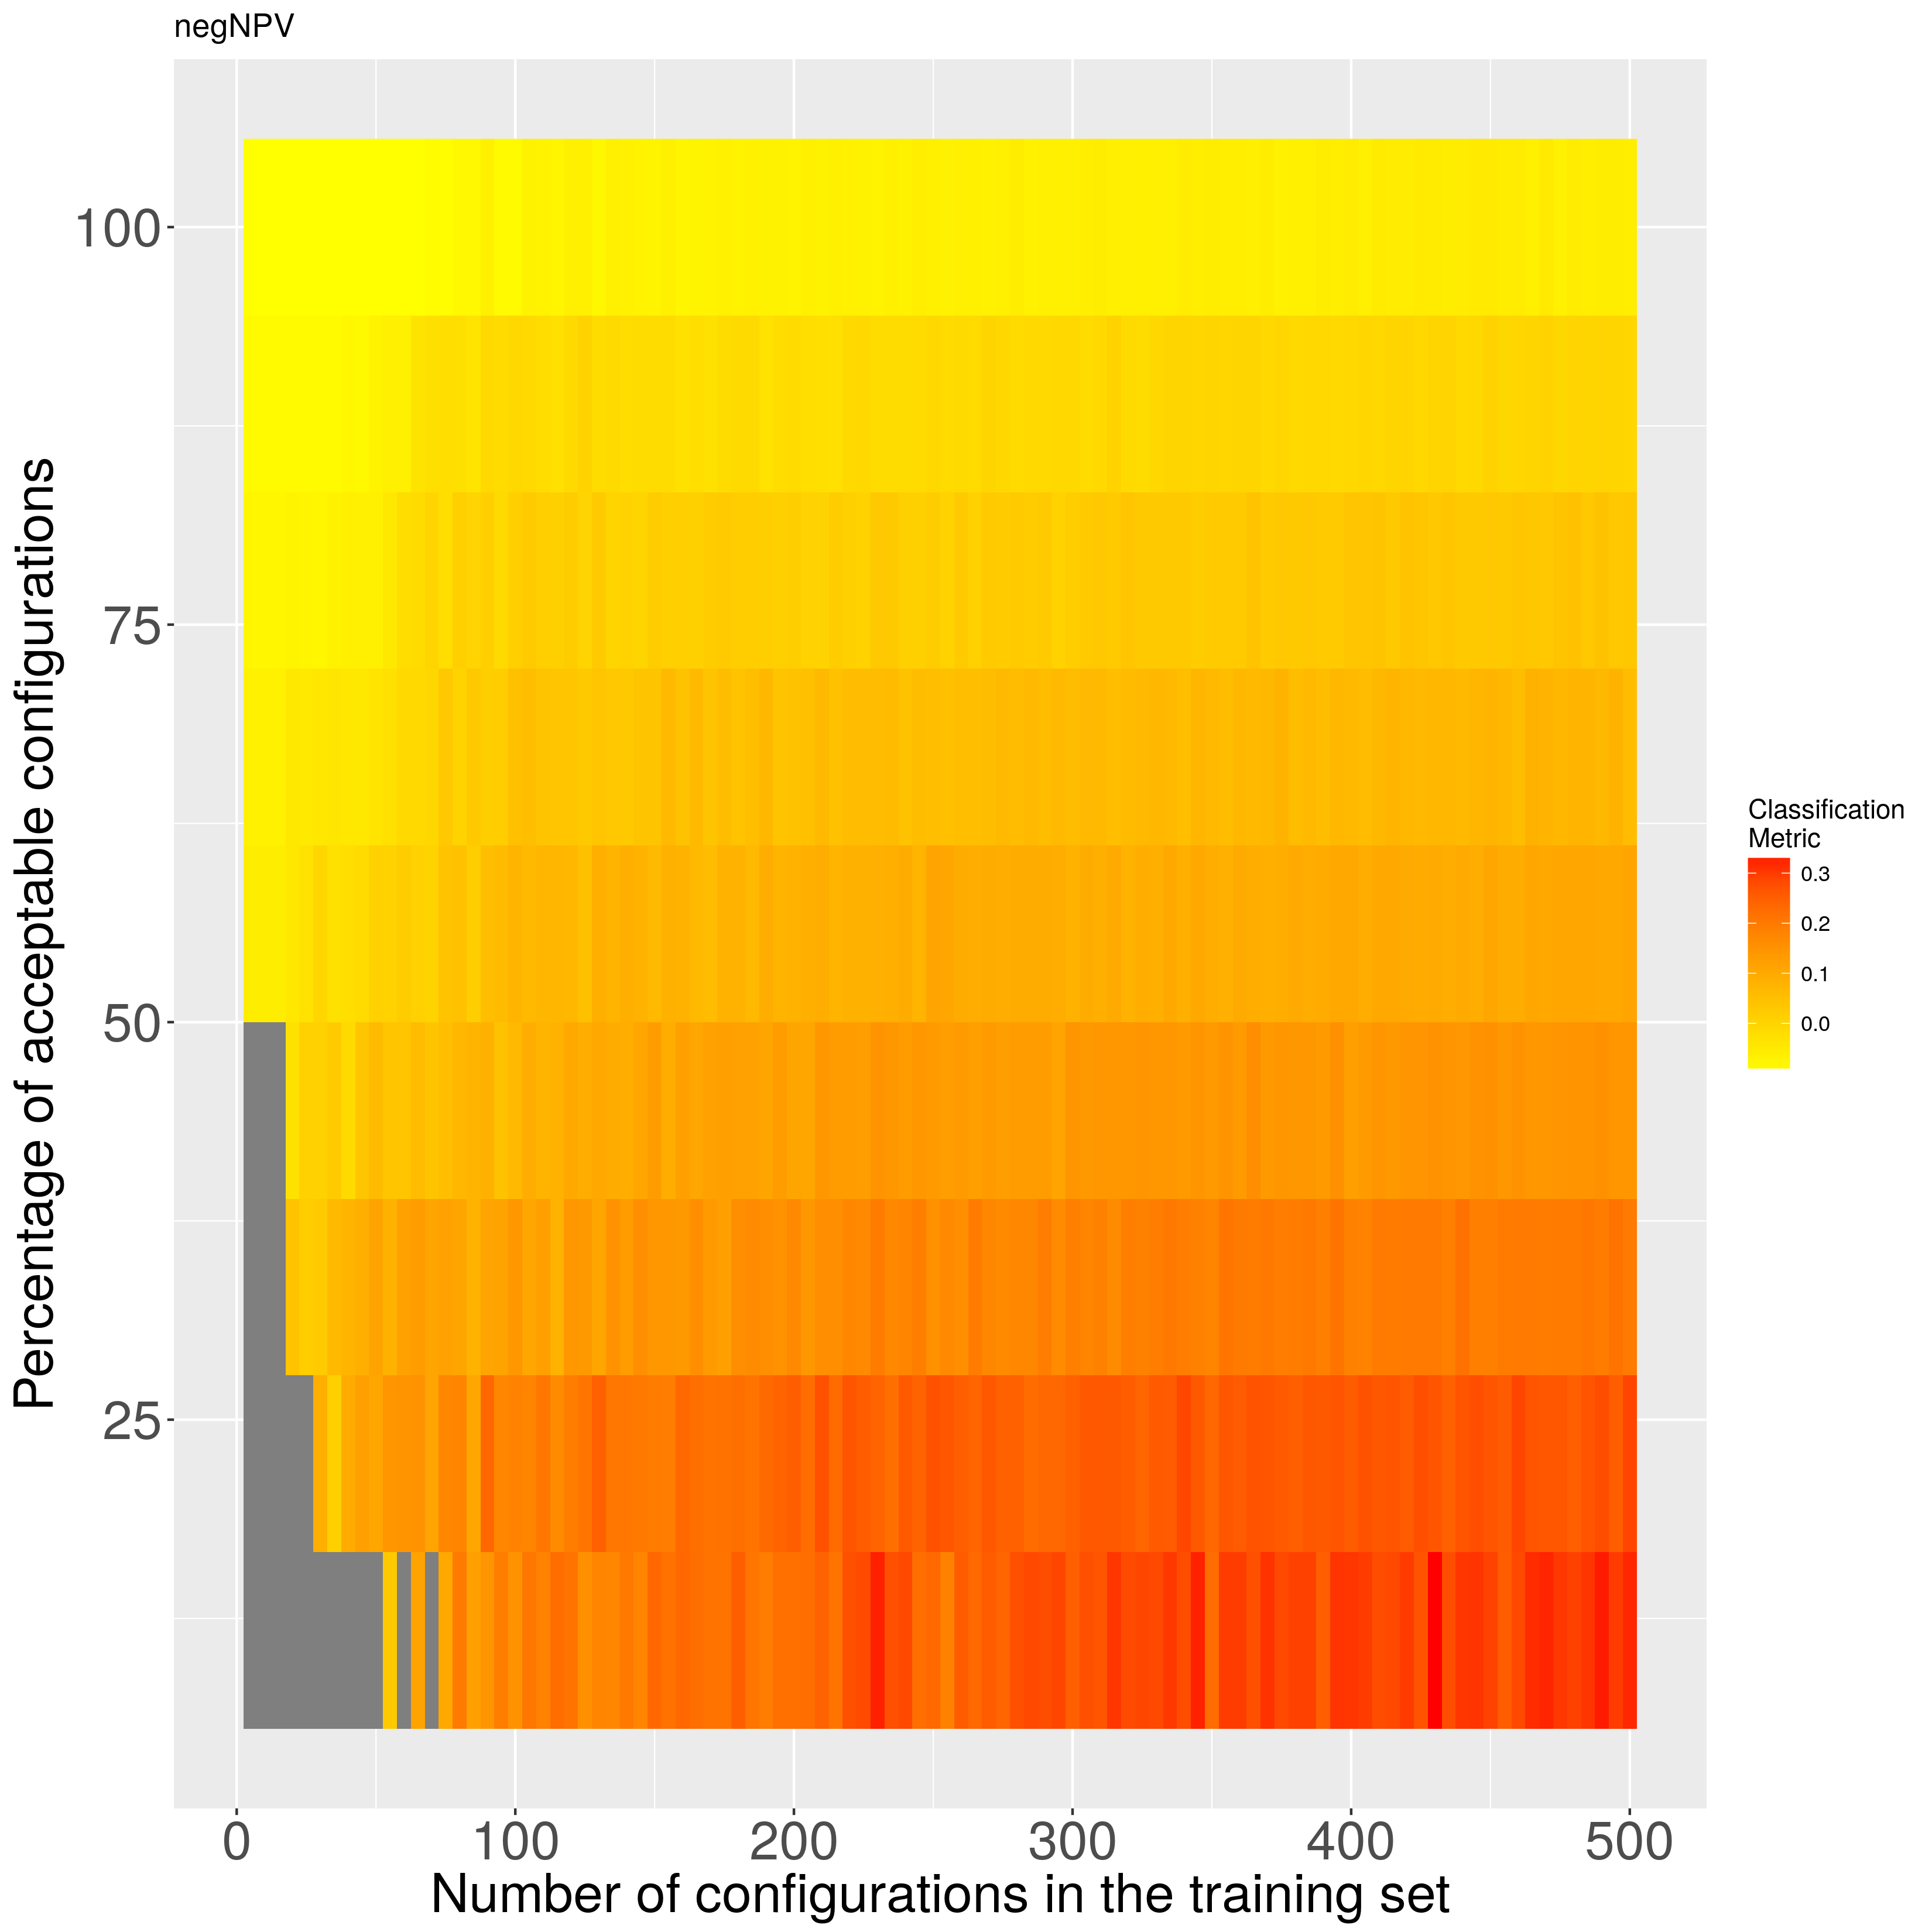 negNPV
Percentage of acceptable configurations
100
75
50
25
0
100
200
300
400
500
Number of configurations in the training set
Classification
Metric
0.3
0.2
0.1
0.0